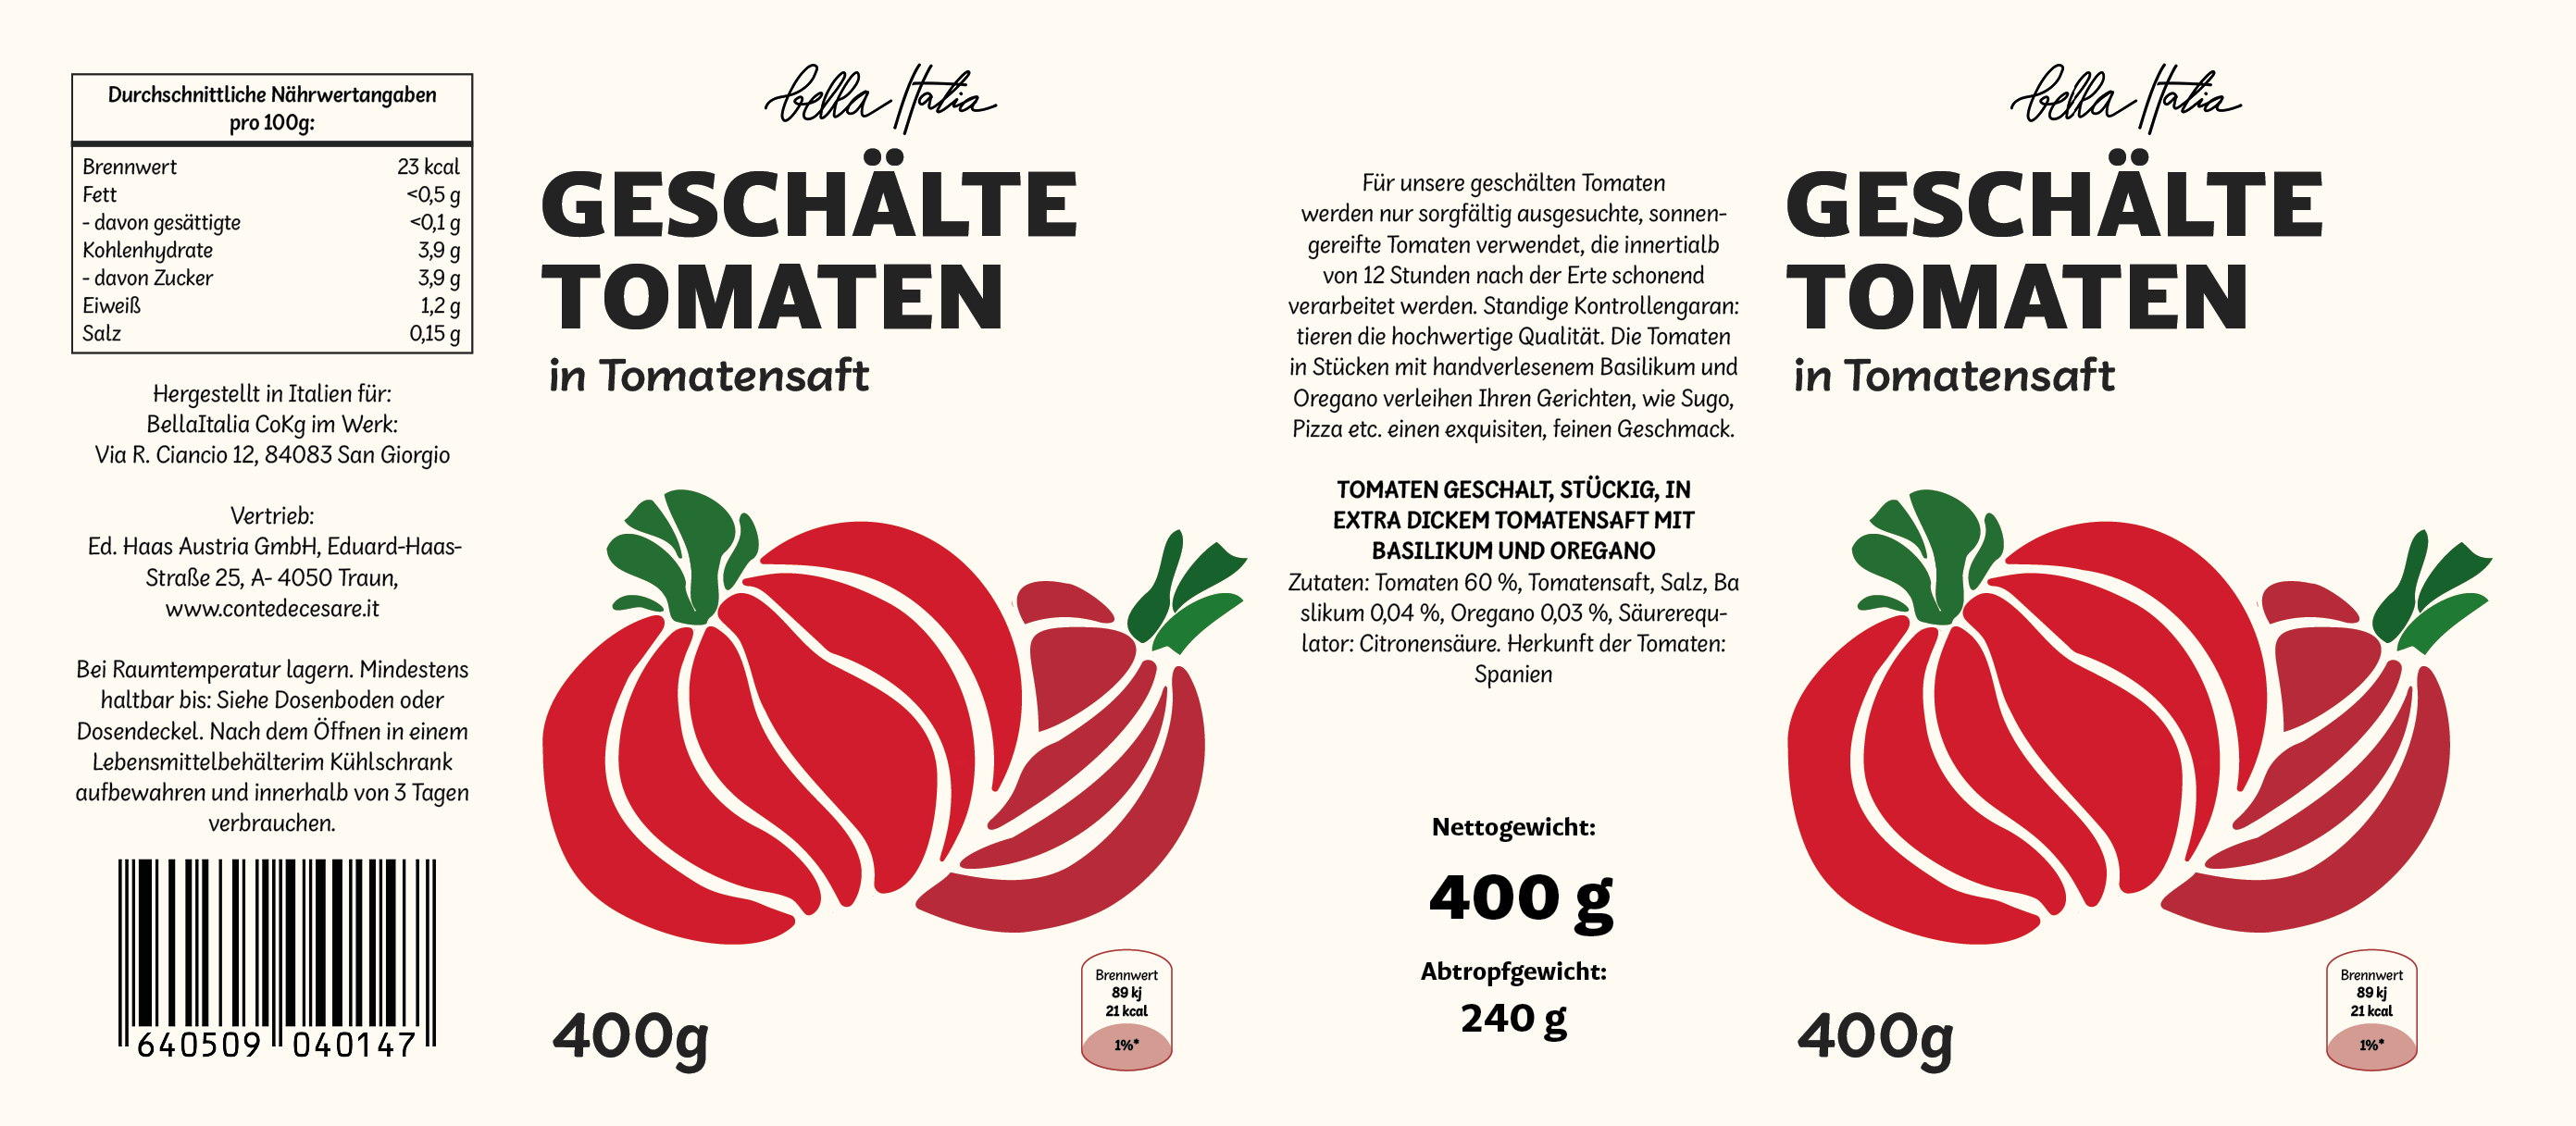 Durchschnittliche Nährwertangaben
pro 100g:
Brennwert 23 kcal
Fett <0,5 g
- davon gesättigte <0,1 g
Kohlenhydrate 3,9 g
- davon Zucker 3,9 g
Eiweiß 1,2 g
Salz 0,15 g
Hergestellt in Italien für:
BellaItalia CoKg im Werk:
Via R. Ciancio 12, 84083 San Giorgio
Vertrieb:
Ed. Haas Austria GmbH, Eduard-Haas-
Straße 25, A- 4050 Traun,
www.contedecesare.it
Bei Raumtemperatur lagern. Mindestens
haltbar bis: Siehe Dosenboden oder
Dosendeckel. Nach dem Öffnen in einem
Lebensmittelbehälterim Kühlschrank
aufbewahren und innerhalb von 3 Tagen
verbrauchen.
640509 040147
bella Italia
GESCHÄLTE
TOMATEN
in Tomatensaft
400g
Brennwert
89 kj
21 kcal
1%*
Für unsere geschälten Tomaten
werden nur sorgfältig ausgesuchte, sonnen-
gereifte Tomaten verwendet, die innertialb
von 12 Stunden nach der Erte schonend
verarbeitet werden. Standige Kontrollengaran:
tieren die hochwertige Qualität. Die Tomaten
in Stücken mit handverlesenem Basilikum und
Oregano verleihen Ihren Gerichten, wie Sugo,
Pizza etc. einen exquisiten, feinen Geschmack.
TOMATEN GESCHALT, STÜCKIG, IN
EXTRA DICKEM TOMATENSAFT MIT
BASILIKUM UND OREGANO
Zutaten: Tomaten 60 %, Tomatensaft, Salz, Ba
slikum 0,04 %, Oregano 0,03 %, Säurerequ-
lator: Citronensäure. Herkunft der Tomaten:
Spanien
Nettogewicht:
400 g
Abtropfgewicht:
240 g
bella Italia
GESCHÄLTE
TOMATEN
in Tomatensaft
400g
Brennwert
89 kj
21 kcal
1%*